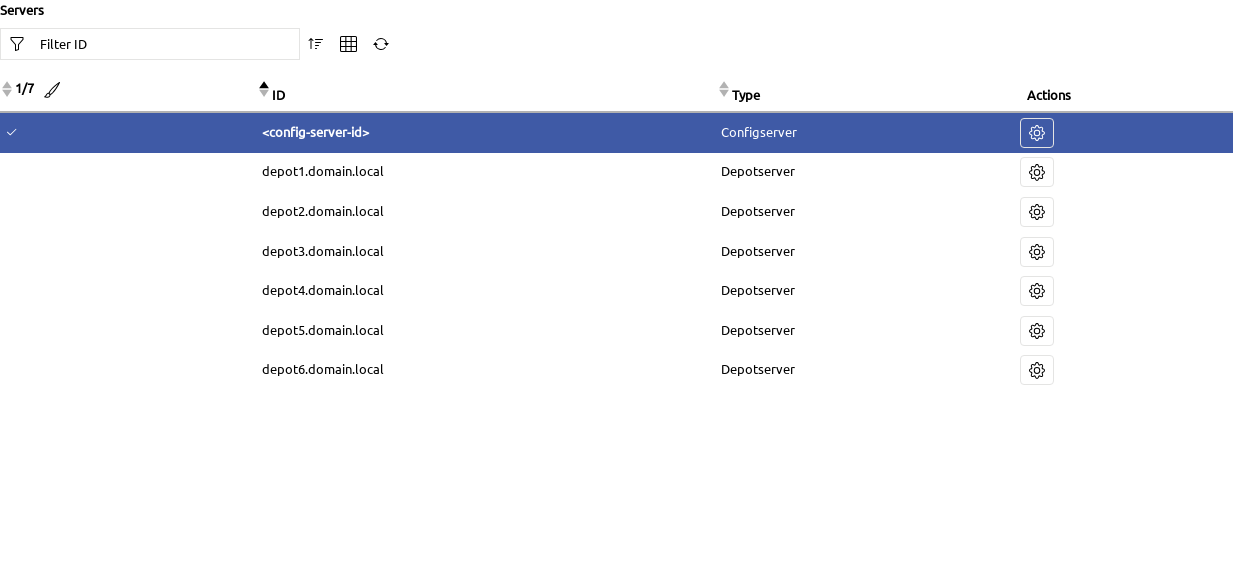 Servers
Filter ID
1/7 ID Type Actions
<config-server-id> Configserver
depot1.domain.local Depotserver
depot2.domain.local Depotserver
depot3.domain.local Depotserver
depot4.domain.local Depotserver
depot5.domain.local Depotserver
depot6.domain.local Depotserver